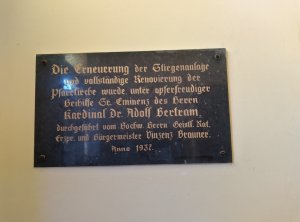 Die Erneuerung der Stiegenanlage
und vollständige Renovierung der
Pfarrkirche wurde unter opferfreudiger
Beihilfe Sr. Eminenz des Herrn
Kardinal Dr. Adolf Bertram,
durchgeführt vom Hochw. Herrn Geistl. Rat,
Erzpr. und Bürgermeister Vinzenz Brauner.
Anno 1937.